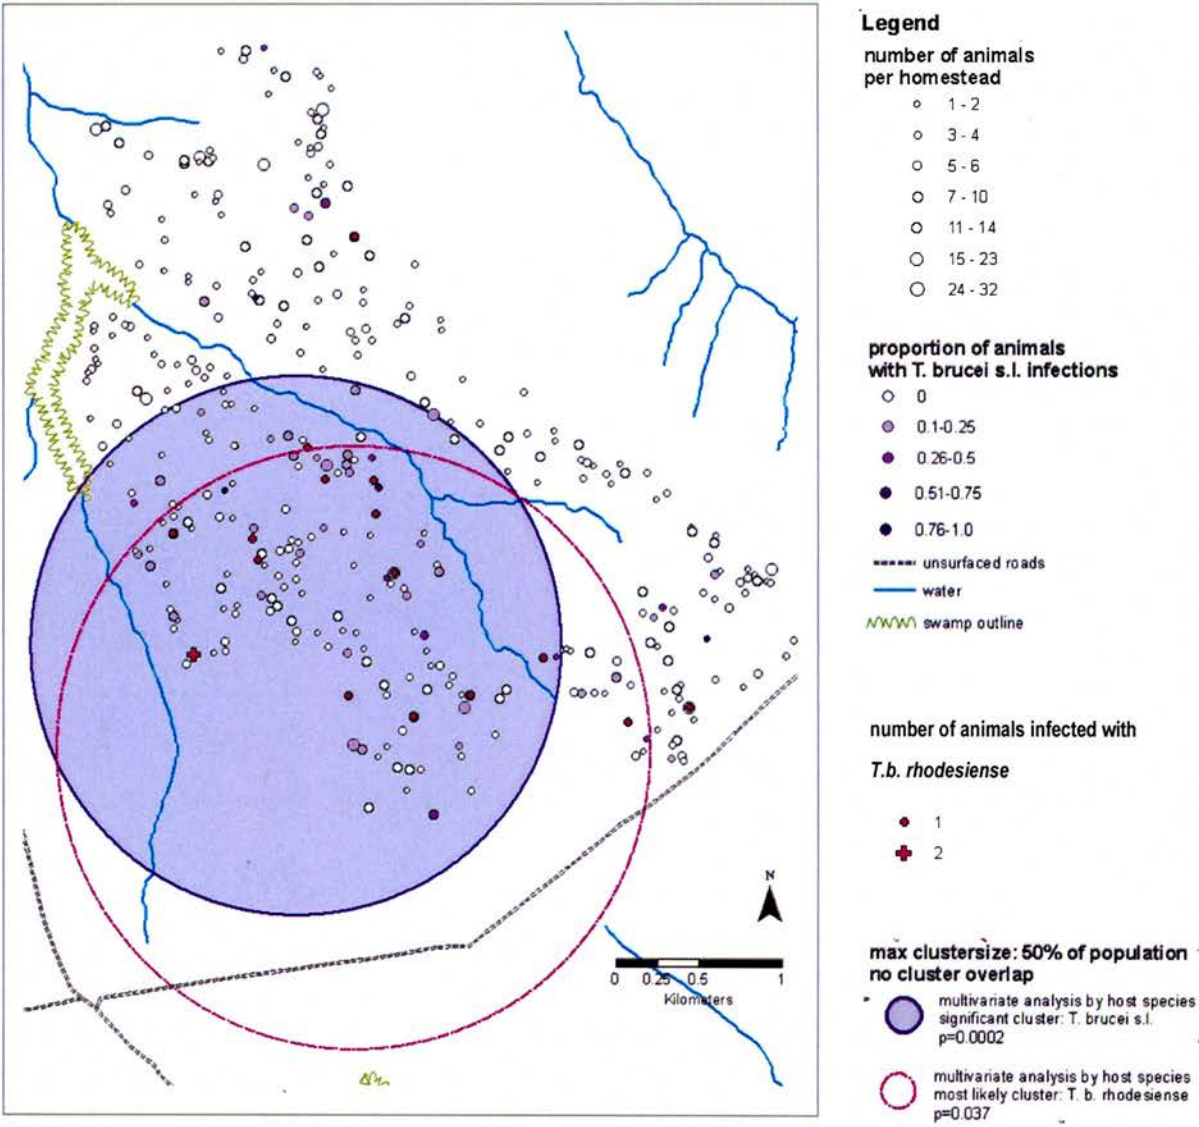 Legend
number of animals
per homestead
1 - 2
3 - 4
5 - 6
7 - 10
11 - 14
15 - 23
24 - 32
proportion of animals
with T. brucei s.l. infections
0
0.1-0.25
0.26-0.5
0.51-0.75
0.76-1.0
unsurfaced roads
water
swamp outline
number of animals infected with
T.b. rhodesiense
1
2
N
0 0.25 0.5 1
Kilometers
max clustersize: 50% of population
no cluster overlap
multivariate analysis by host species
significant cluster: T. brucei s.l.
p=0.0002
multivariate analysis by host species
most likely cluster: T. b. rhodesiense
p=0.037